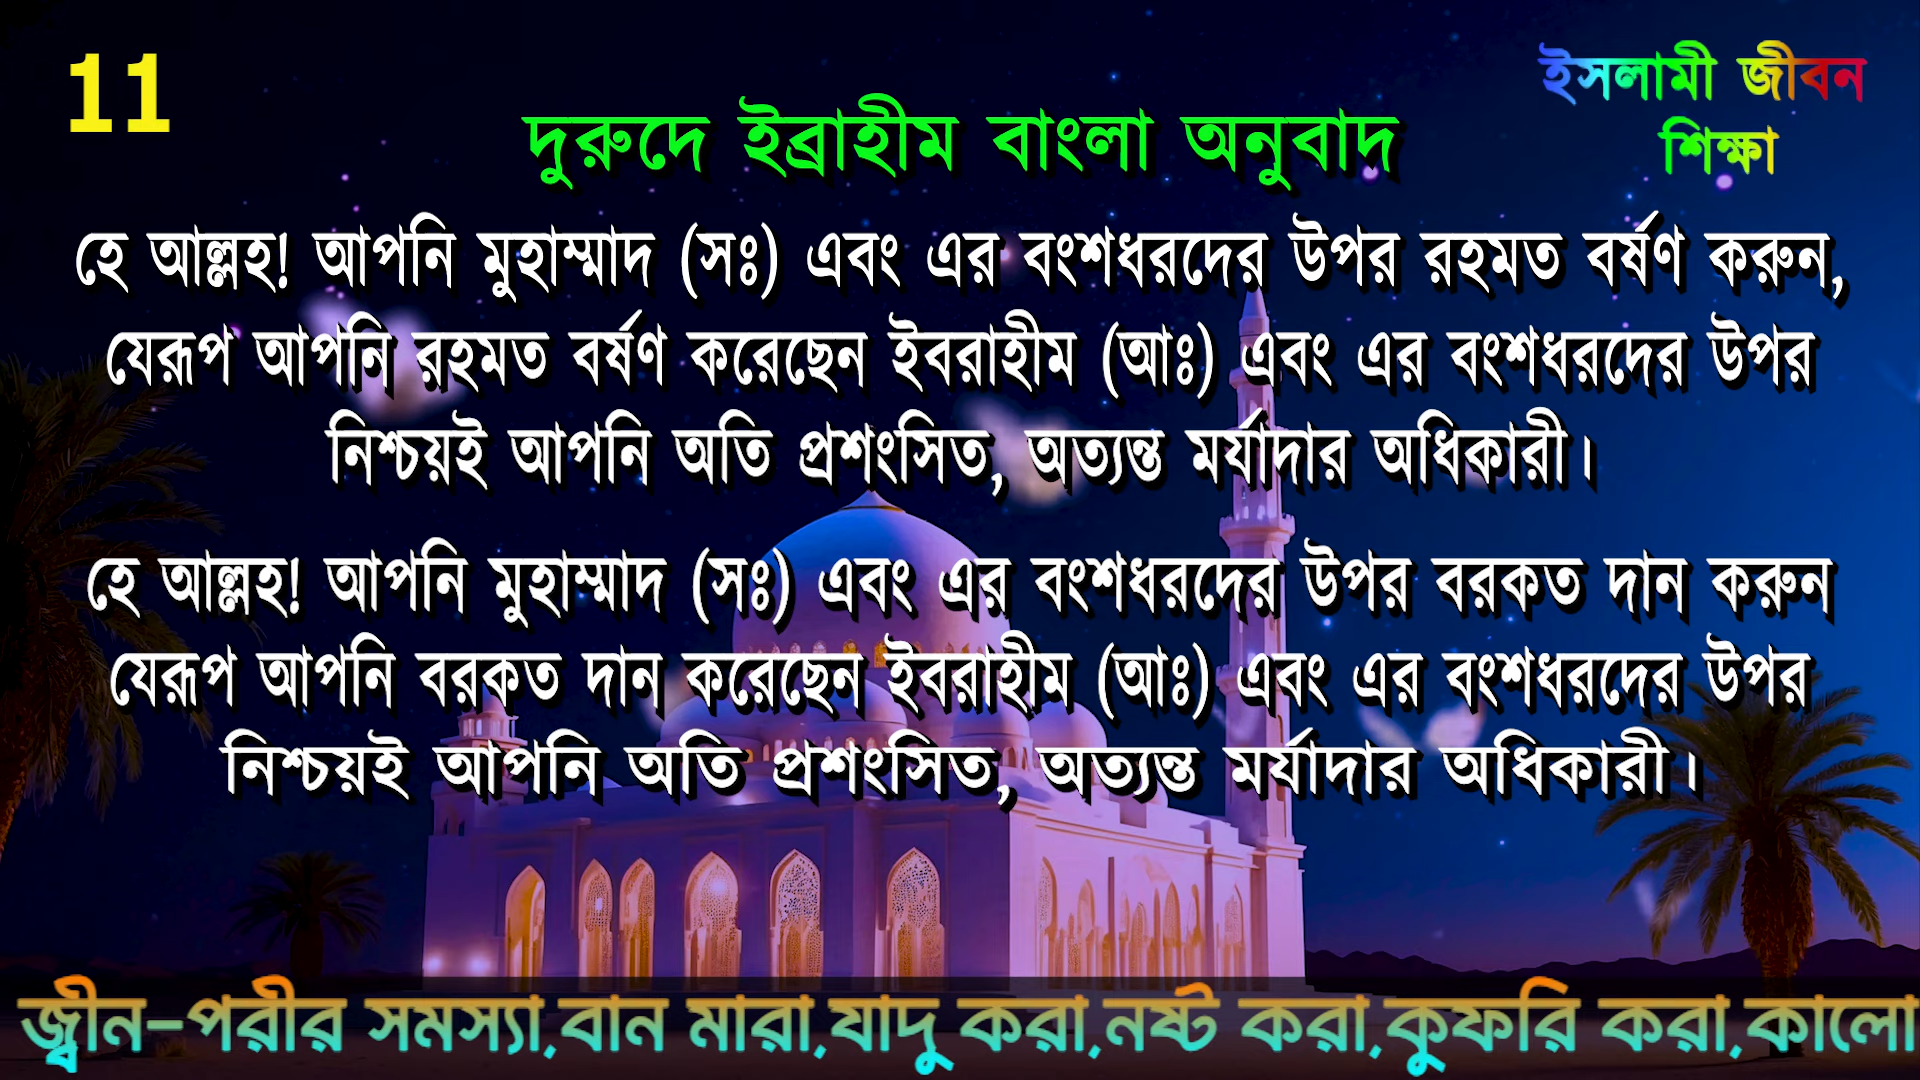 11
ইসলামী জীবন
শিক্ষা
দুরুদে ইব্রাহীম বাংলা অনুবাদ
হে আল্লহ! আপনি মুহাম্মাদ (সঃ) এবং এর বংশধরদের উপর রহমত বর্ষণ করুন,
যেরূপ আপনি রহমত বর্ষণ করেছেন ইবরাহীম (আঃ) এবং এর বংশধরদের উপর
নিশ্চয়ই আপনি অতি প্রশংসিত, অত্যন্ত মর্যাদার অধিকারী।
হে আল্লহ! আপনি মুহাম্মাদ (সঃ) এবং এর বংশধরদের উপর বরকত দান করুন
যেরূপ আপনি বরকত দান করেছেন ইবরাহীম (আঃ) এবং এর বংশধরদের উপর
নিশ্চয়ই আপনি অতি প্রশংসিত, অত্যন্ত মর্যাদার অধিকারী।
জ্বীন-পরীর সমস্যা,বান মারা,যাদু করা,নষ্ট করা,কুফরি করা,কালো